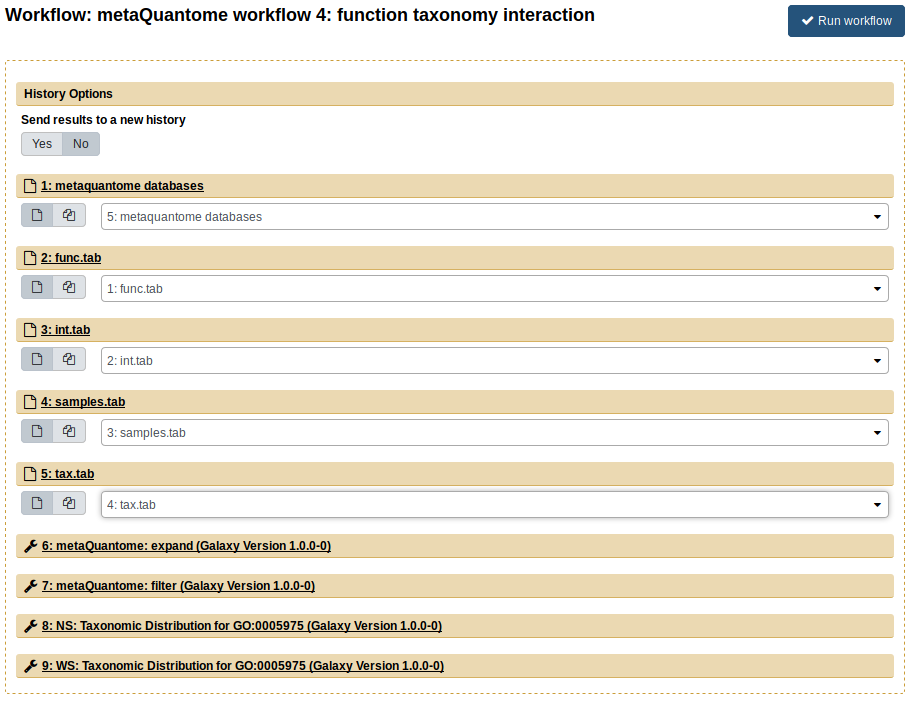 Workflow: metaQuantome workflow 4: function taxonomy interaction
Run workflow
History Options
Send results to a new history
Yes No
1: metaquantome databases
5: metaquantome databases
2: func.tab
1: func.tab
3: int.tab
2: int.tab
4: samples.tab
3: samples.tab
5: tax.tab
4: tax.tab
6: metaQuantome: expand (Galaxy Version 1.0.0-0)
7: metaQuantome: filter (Galaxy Version 1.0.0-0)
8: NS: Taxonomic Distribution for GO:0005975 (Galaxy Version 1.0.0-0)
9: WS: Taxonomic Distribution for GO:0005975 (Galaxy Version 1.0.0-0)